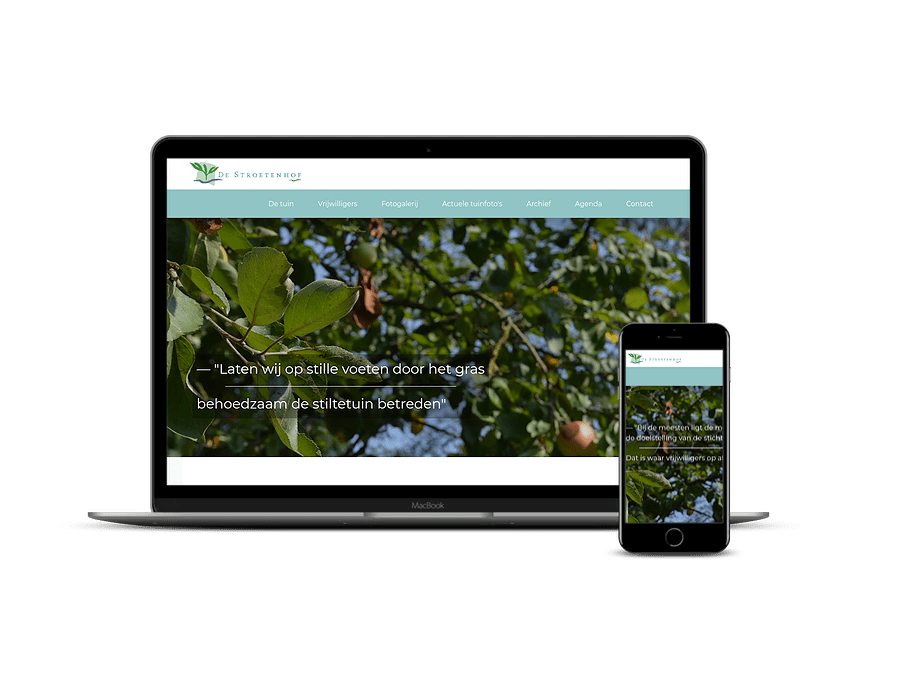 De Stroetenhof
De tuin Vrijwilligers Fotogalerij Actuele tuinfoto's Archief Agenda Contact
— "Laten wij op stille voeten door het gras
behoedzaam de stiltetuin betreden"
MacBook
De Stroetenhof
— "Bij de meesten ligt de m
de doelstelling van de sticht
Dat is waar vrijwilligers op a